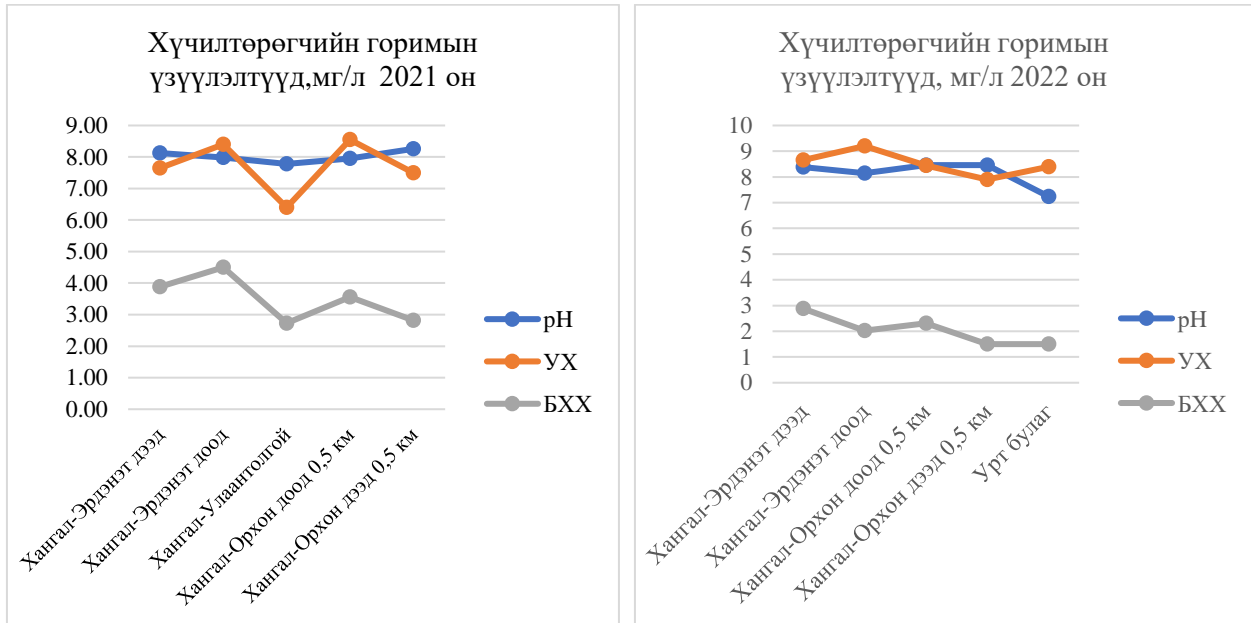 Хүчилтөрөгчийн горимын
үзүүлэлтүүд,мг/л 2021 он
9.00
8.00
7.00
6.00
5.00
4.00
3.00
2.00
1.00
0.00
pH
УХ
БХХ
Хангал-Эрдэнэт дээд
Хангал-Эрдэнэт доод
Хангал-Улаантолгой
Хангал-Орхон доод 0,5 км
Хангал-Орхон дээд 0,5 км
Хүчилтөрөгчийн горимын
үзүүлэлтүүд, мг/л 2022 он
10
9
8
7
6
5
4
3
2
1
0
pH
УХ
БХХ
Хангал-Эрдэнэт дээд
Хангал-Эрдэнэт доод
Хангал-Орхон доод 0,5 км
Хангал-Орхон дээд 0,5 км
Урт булаг